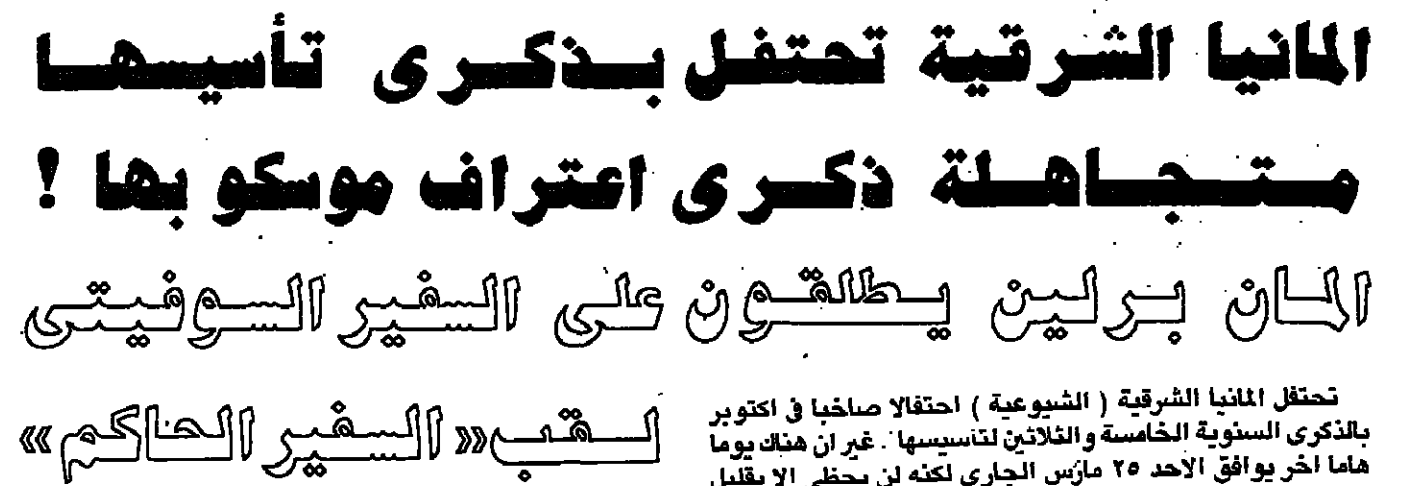 المانيا الشرقية تحتفل بذكرى تأسيسها
متجاهلة ذكرى اعتراف موسكو بها !
المان برلين يطلقون على السفير السوفيتى
لقب «السفير الحاكم»
تحتفل المانيا الشرقية ( الشيوعية ) احتفالا صاخبا في اكتوبر
بالذكرى السنوية الخامسة والثلاثين لتاسيسها . غير ان هناك يوما
هاما اخر يوافق الاحد ٢٥ مارس الجاري لكنه لن يحظى الا بقليل